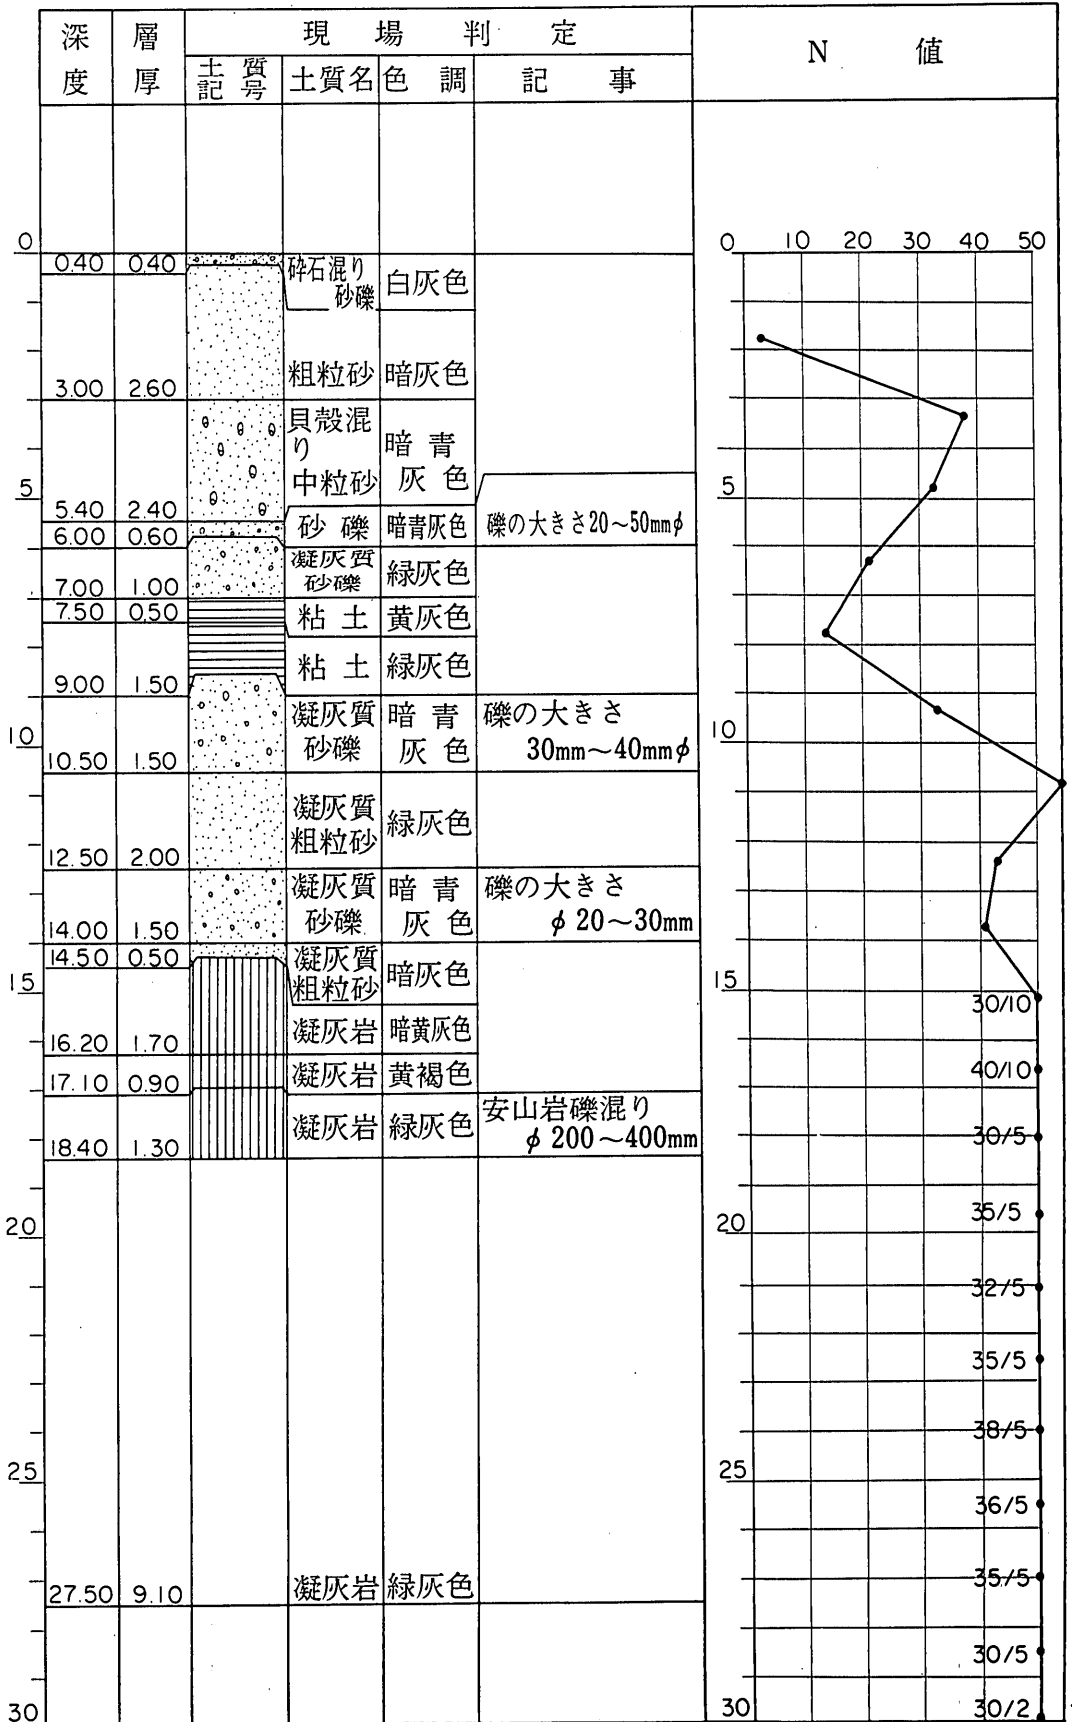 深度 層厚 現場判定 N 値
土質記号 土質名 色調 記事
0 0 10 20 30 40 50
0.40 0.40 砕石混り
砂礫 白灰色
3.00 2.60 粗粒砂 暗灰色
貝殻混
り
中粒砂 暗青
灰色
5 5
5.40 2.40
6.00 0.60 砂礫 暗青灰色 礫の大きさ20~50mmφ
7.00 1.00 凝灰質
砂礫 緑灰色
7.50 0.50 粘土 黄灰色
9.00 1.50 粘土 緑灰色
10 10
10.50 1.50 凝灰質
砂礫 暗青
灰色 礫の大きさ
30mm~40mmφ
12.50 2.00 凝灰質
粗粒砂 緑灰色
14.00 1.50 凝灰質
砂礫 暗青
灰色 礫の大きさ
φ20~30mm
14.50 0.50 凝灰質
粗粒砂 暗灰色
15 15
30/10
16.20 1.70 凝灰岩 暗黄灰色
40/10
17.10 0.90 凝灰岩 黄褐色
18.40 1.30 凝灰岩 緑灰色 安山岩礫混り
φ200~400mm
30/5
35/5
20 20
32/5
35/5
38/5
25 25
36/5
35/5
27.50 9.10 凝灰岩 緑灰色
30/5
30 30
30/2